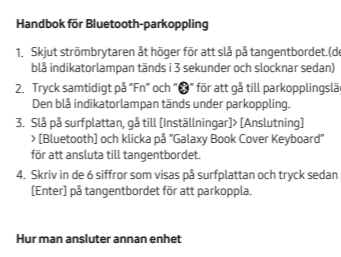 Handbok för Bluetooth-parkoppling
1. Skjut strömbrytaren åt höger för att slå på tangentbordet.(
blå indikatorlampan tänds i 3 sekunder och slocknar sedan)
2. Tryck samtidigt på "Fn" och "" för att gå till
Den blå indikatorlampan tänds under parkoppling.
3. Slå på surfplattan, gå till [Inställningar]> [Anslutning]
> [Bluetooth] och klicka på "Galaxy Book Cover Keyboard"
för att ansluta till tangentbordet.
4. Skriv in de 6 siffror som visas på surfplattan och tryck sedan
[Enter] på tangentbordet för att parkoppla.
Hur man ansluter annan enhet